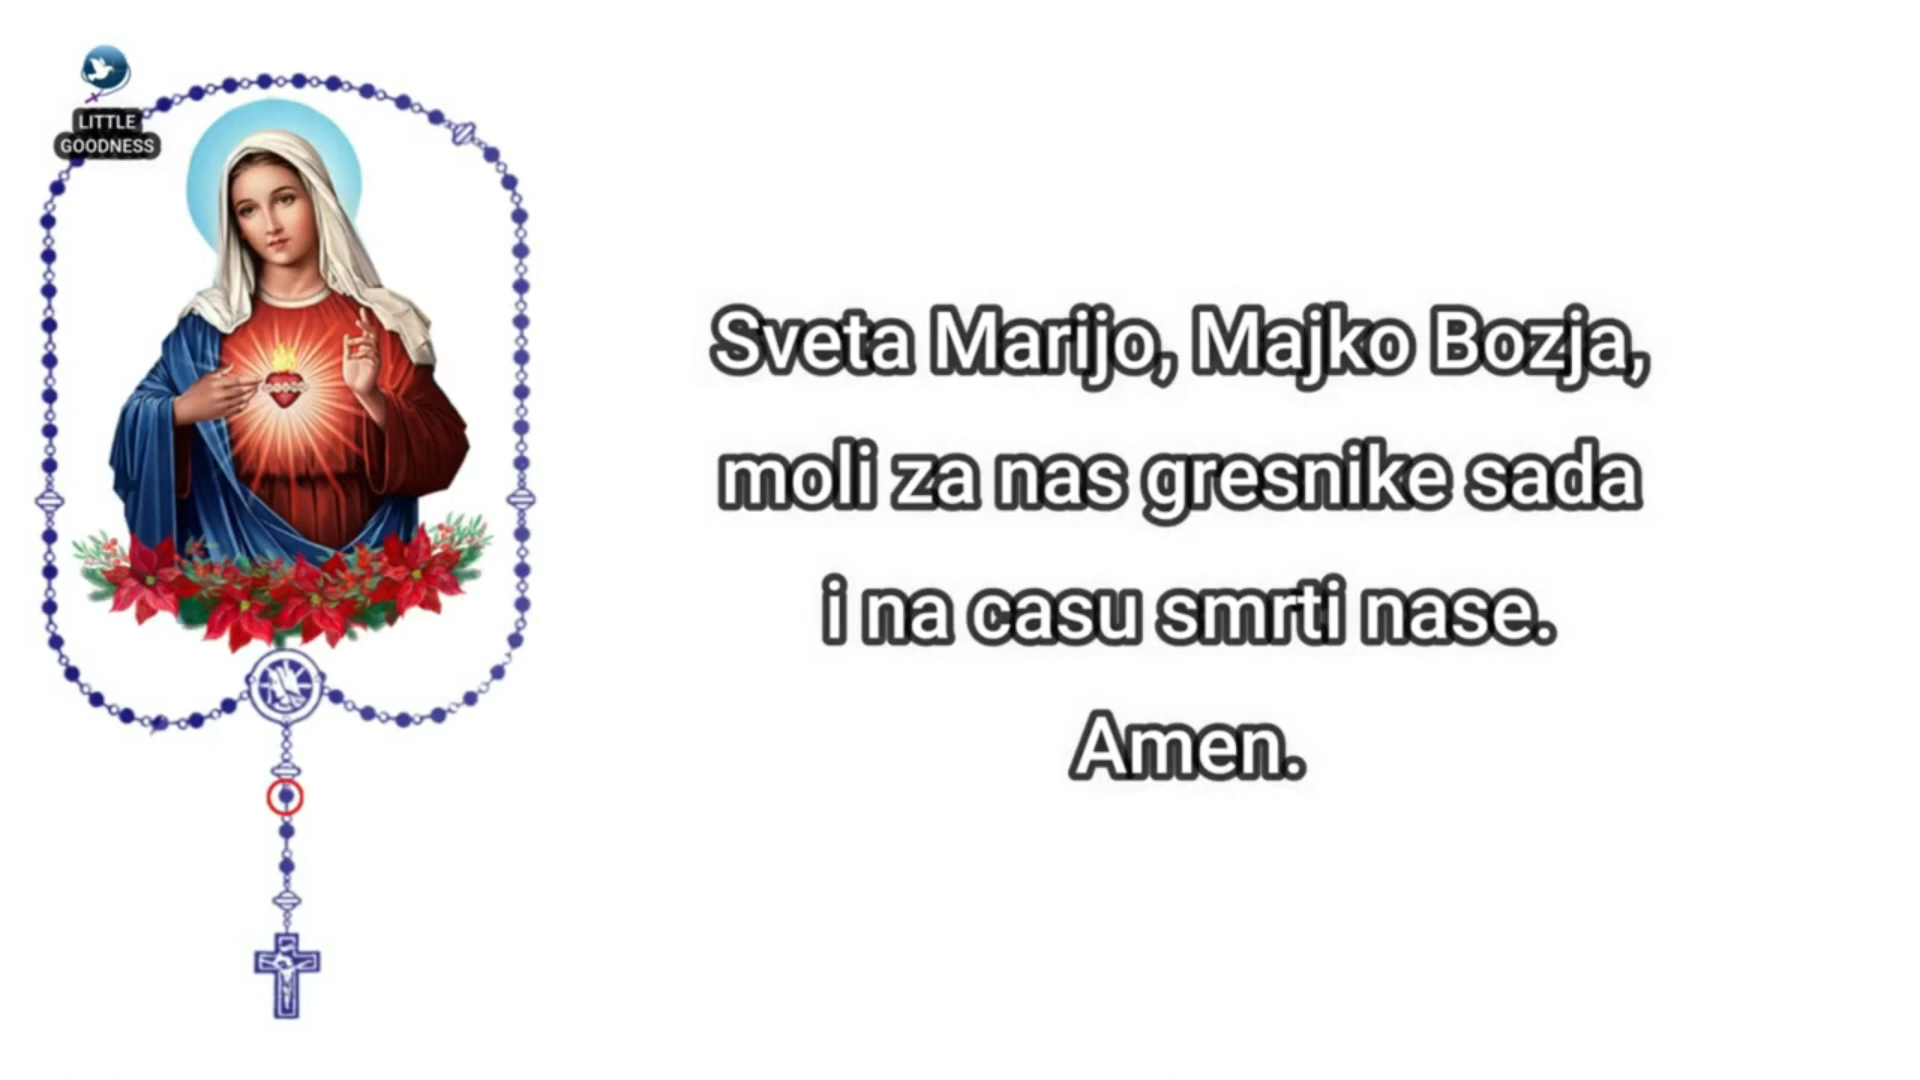 LITTLE
GOODNESS
Sveta Marijo, Majko Bozja,
moli za nas gresnike sada
i na casu smrti nase.
Amen.